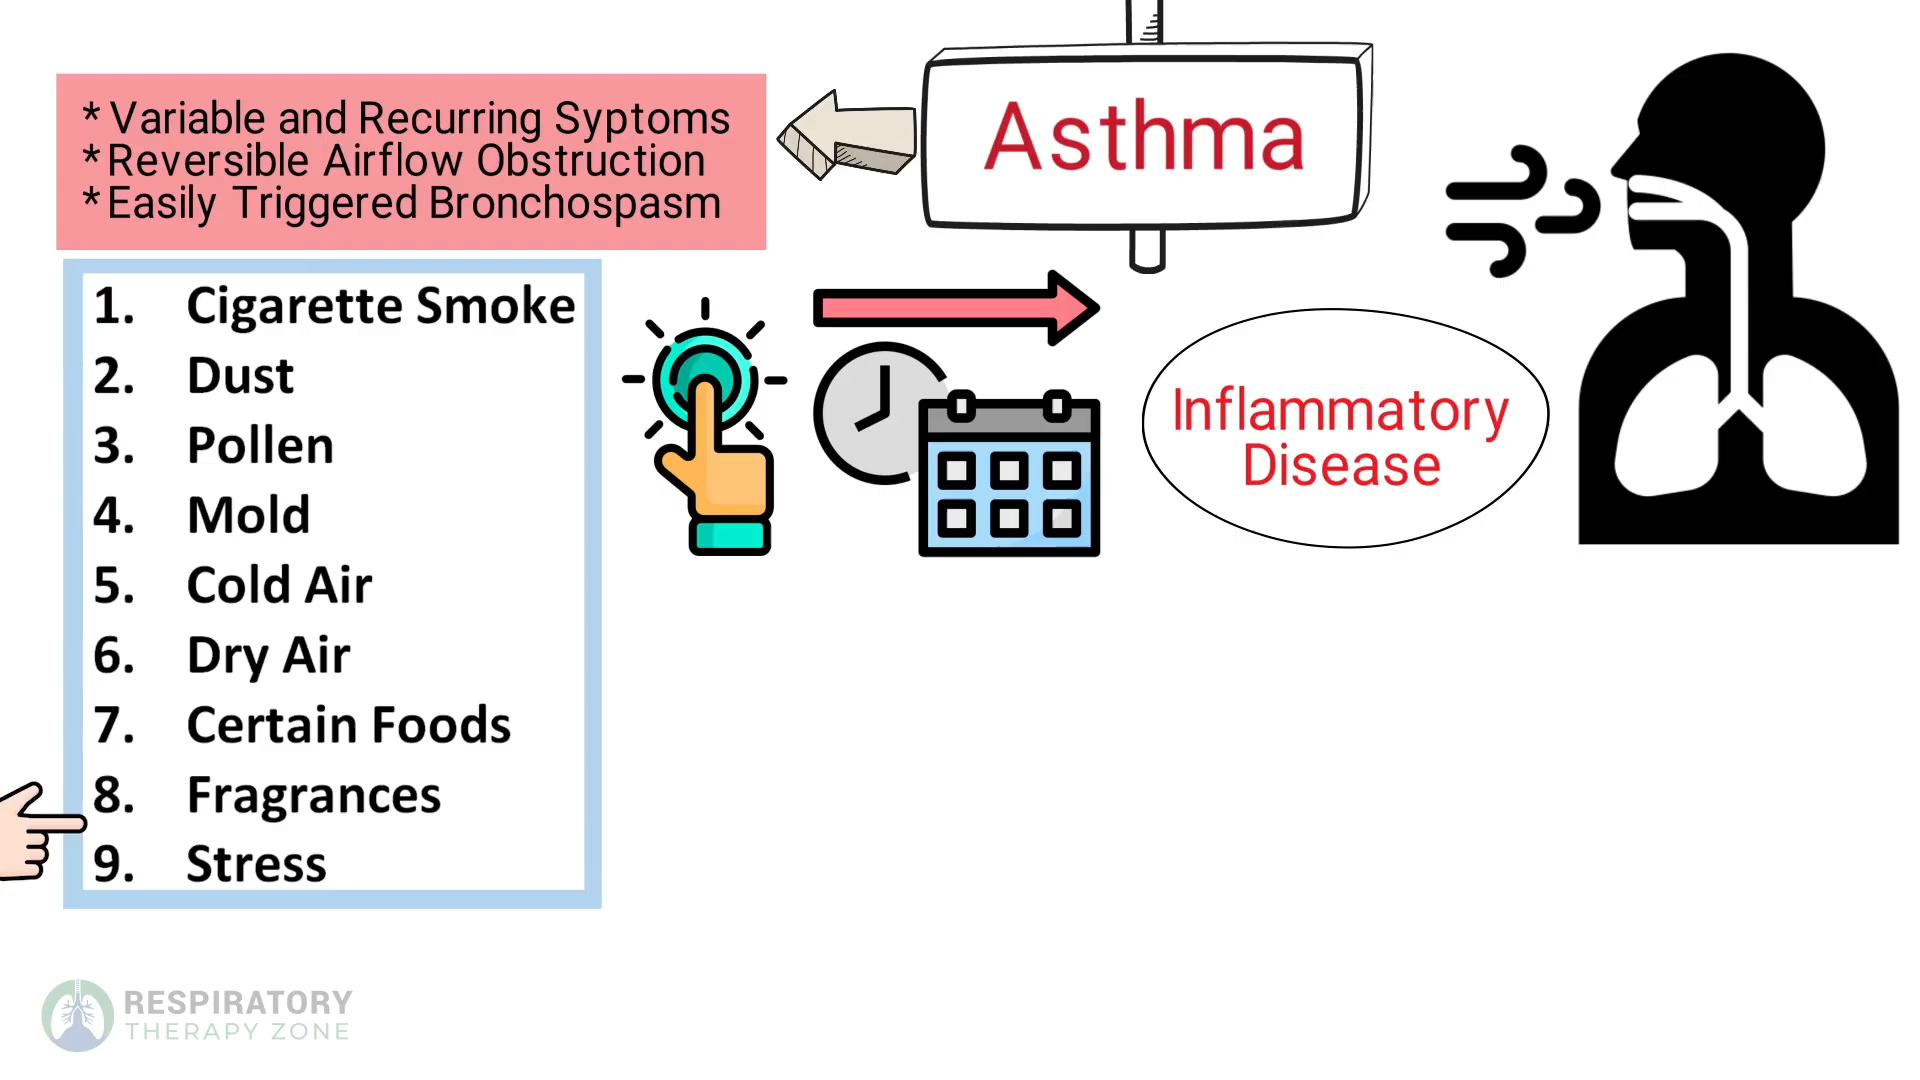 Asthma
* Variable and Recurring Syptoms
* Reversible Airflow Obstruction
* Easily Triggered Bronchospasm
1. Cigarette Smoke
2. Dust
3. Pollen
4. Mold
5. Cold Air
6. Dry Air
7. Certain Foods
8. Fragrances
9. Stress
Inflammatory
Disease
RESPIRATORY
THERAPY ZONE